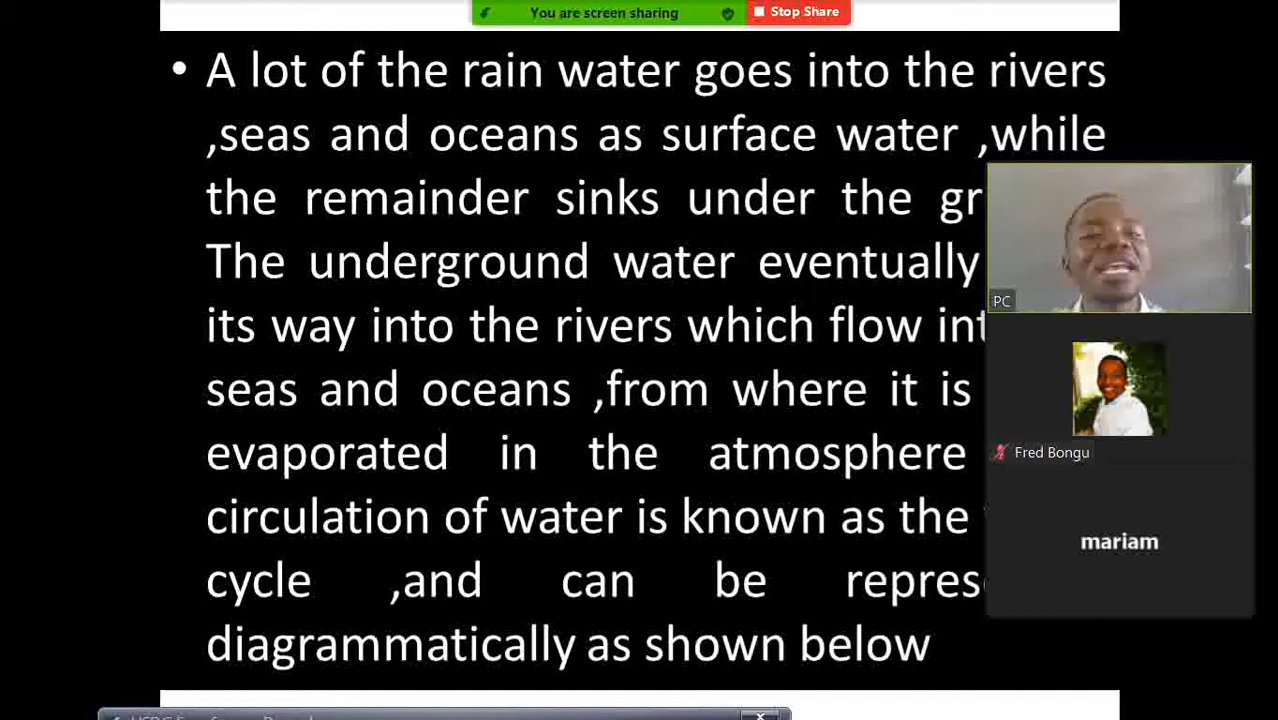 You are screen sharing
Stop Share
• A lot of the rain water goes into the rivers
,seas and oceans as surface water ,while
the remainder sinks under the
The underground water eventually
its way into the rivers which flow
seas and oceans ,from where it is
evaporated in the atmosphere
circulation of water is known as the
cycle ,and can be
diagrammatically as shown below
PC
Fred Bongu
mariam